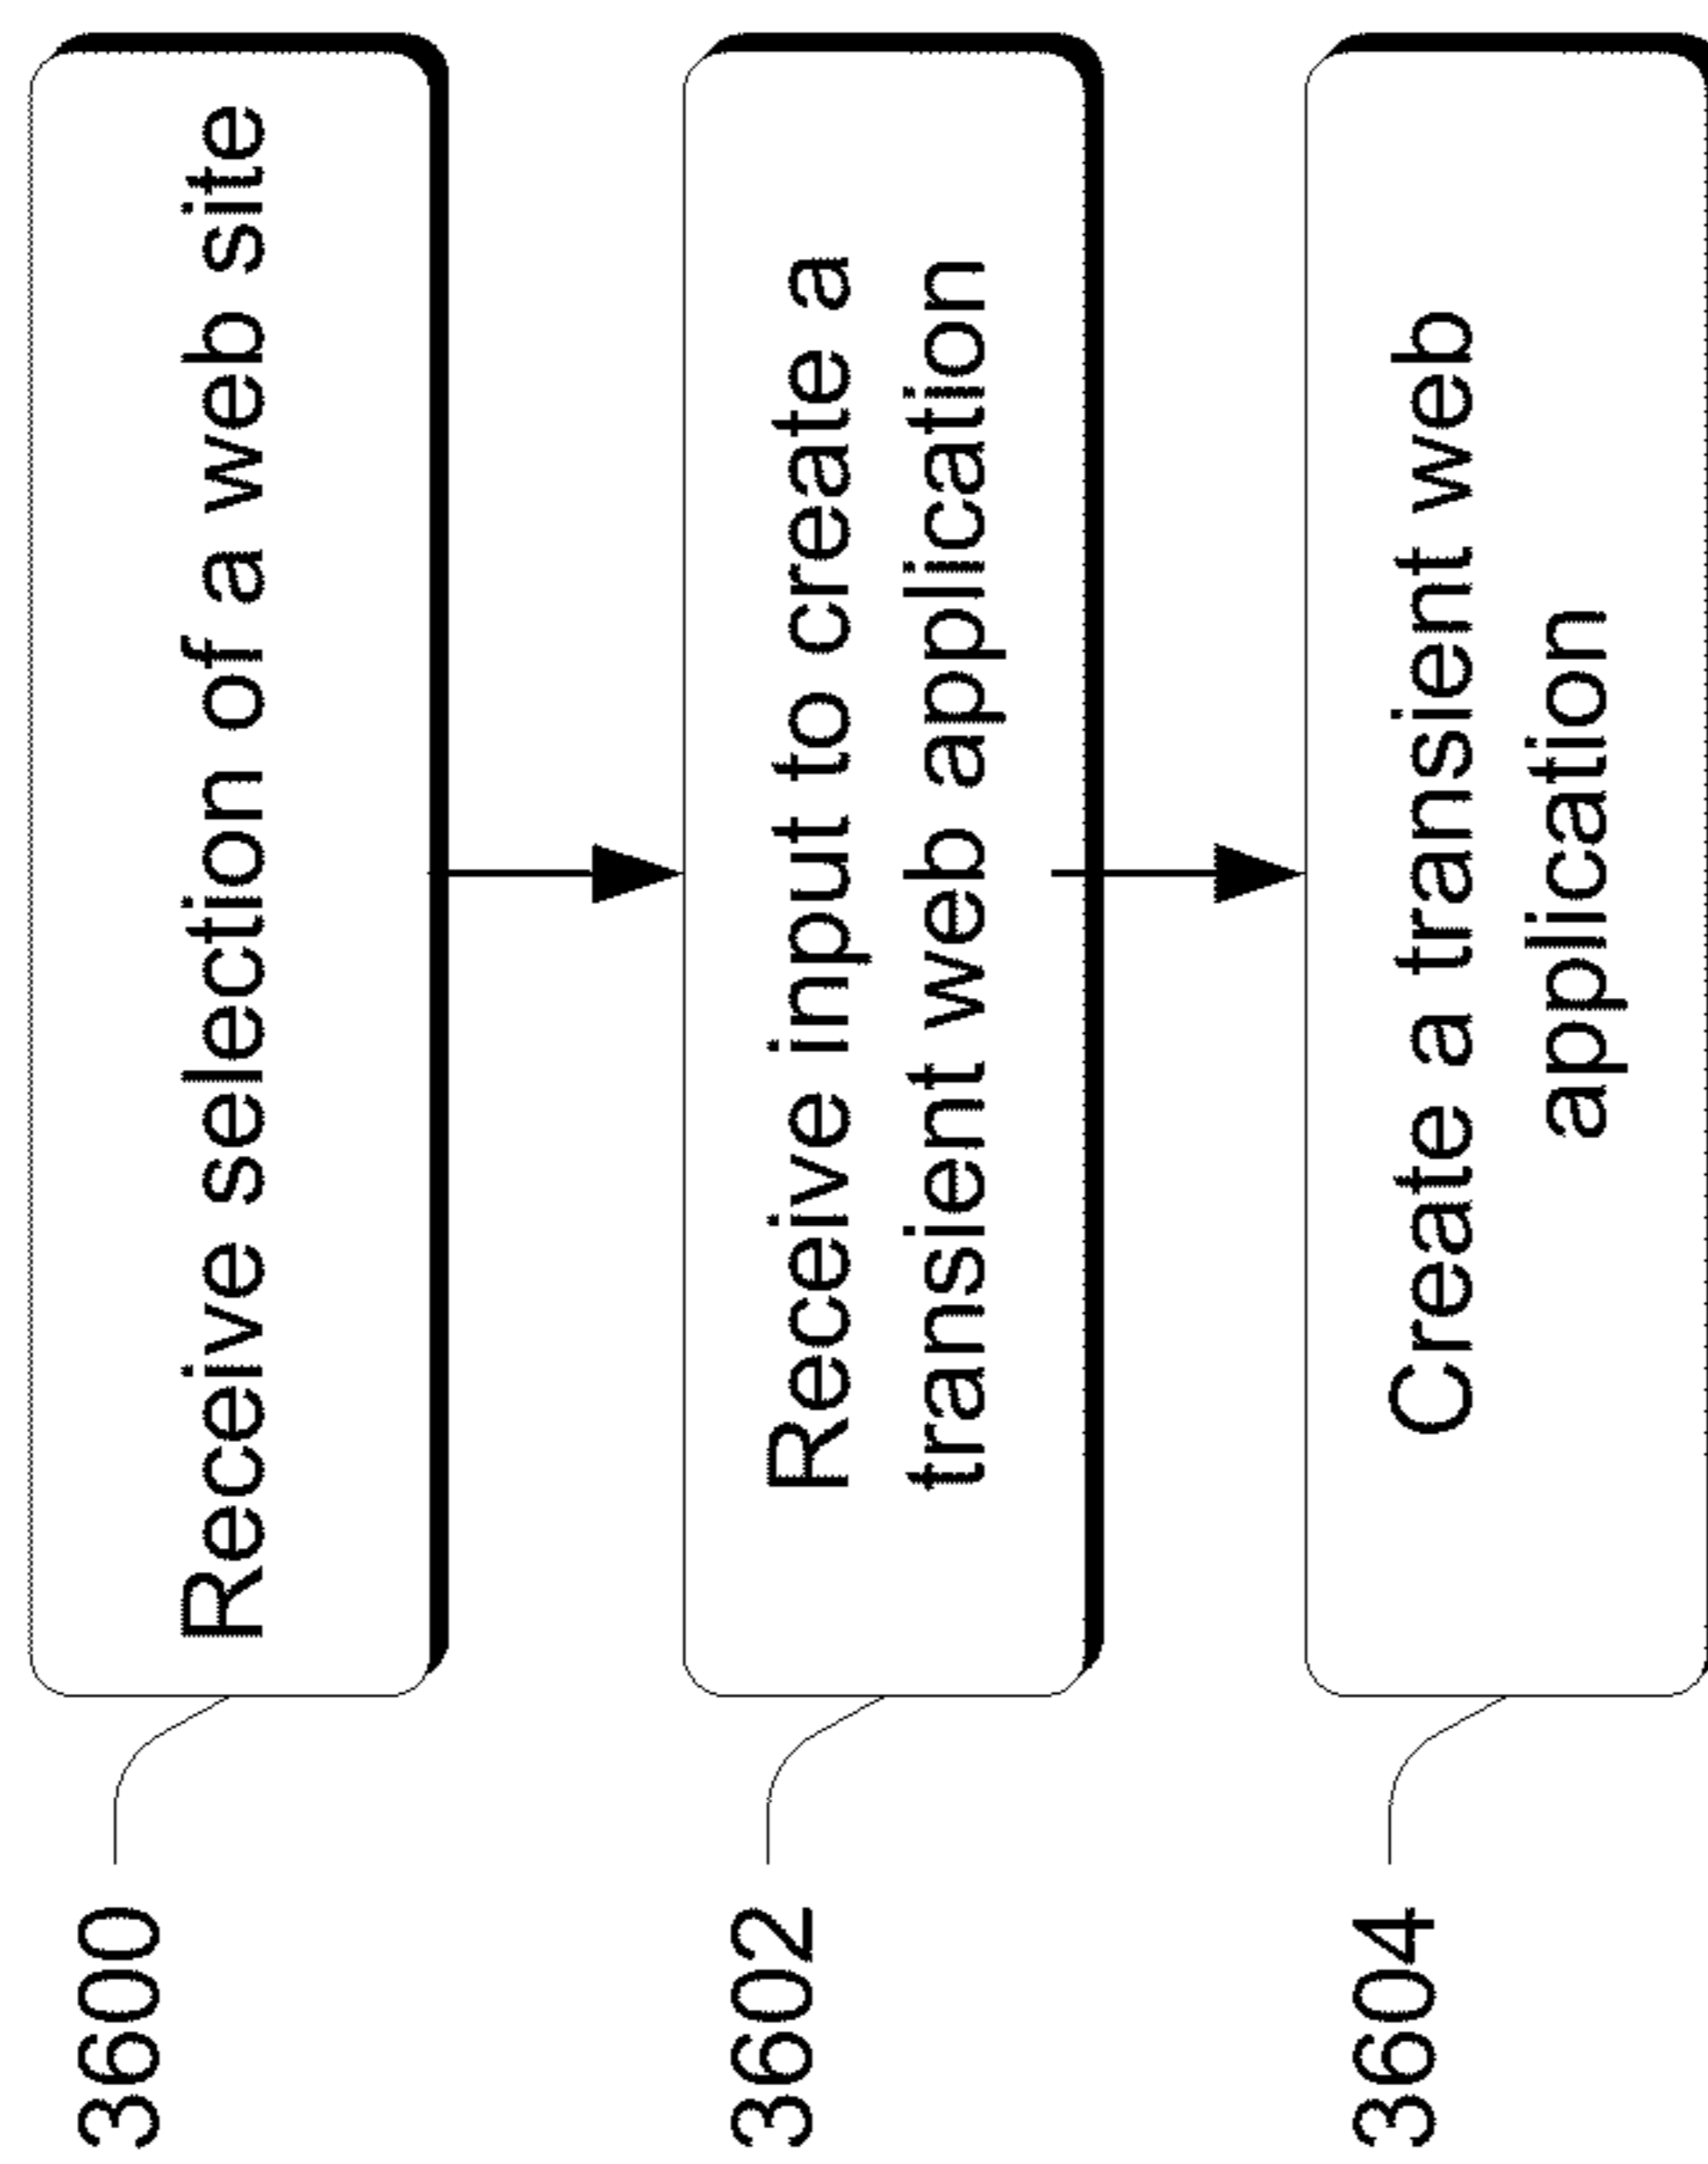 3600
Receive selection of a web site
3602
Receive input to create a
transient web application
3604
Create a transient web
application